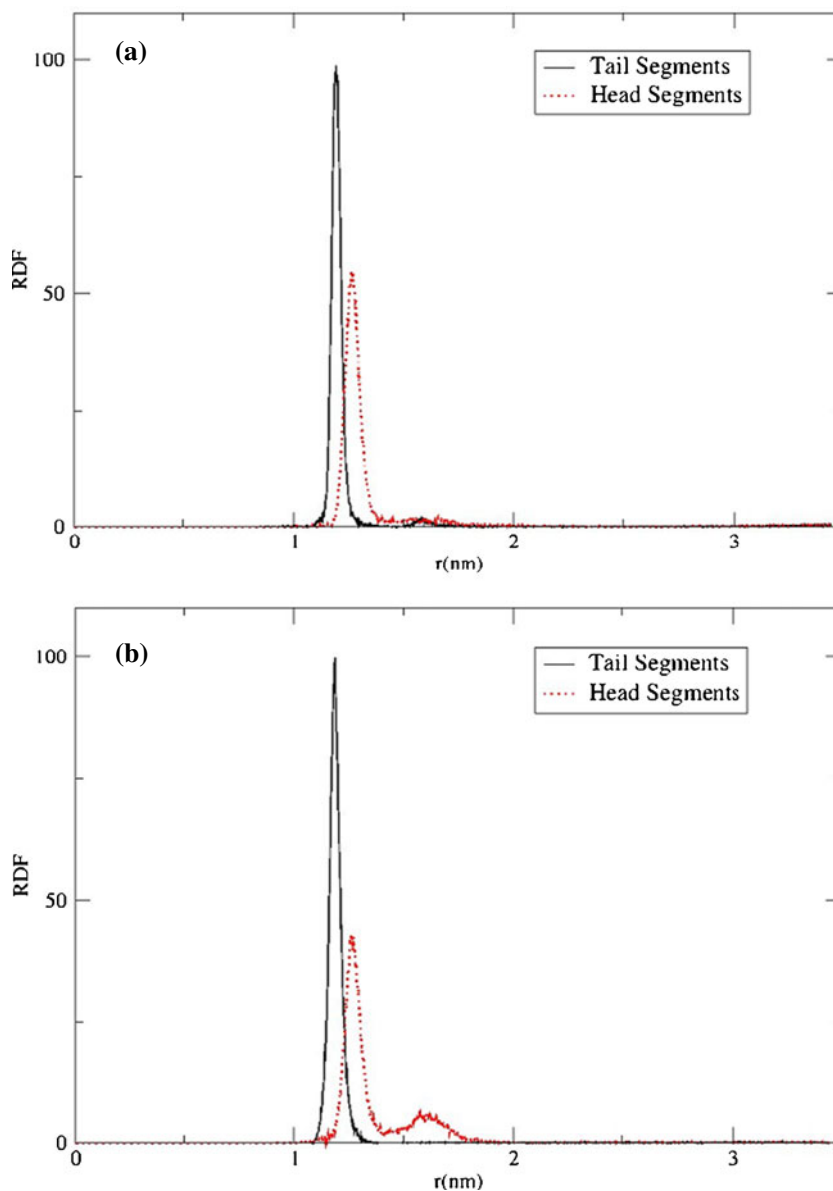 (a)
Tail Segments
Head Segments
100
50
0
RDF
0 1 2 3
r(nm)
(b)
Tail Segments
Head Segments
100
50
0
RDF
0 1 2 3
r(nm)